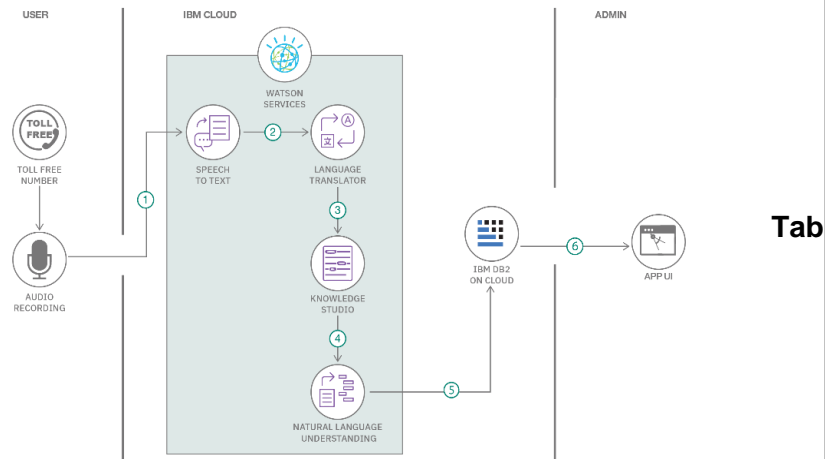 USER
IBM CLOUD
ADMIN
WATSON
SERVICES
TOLL
FREE
TOLL FREE
NUMBER
SPEECH
TO TEXT
2
A
文
LANGUAGE
TRANSLATOR
1
3
AUDIO
RECORDING
KNOWLEDGE
STUDIO
IBM DB2
ON CLOUD
6
APP UI
Tab
4
5
NATURAL LANGUAGE
UNDERSTANDING